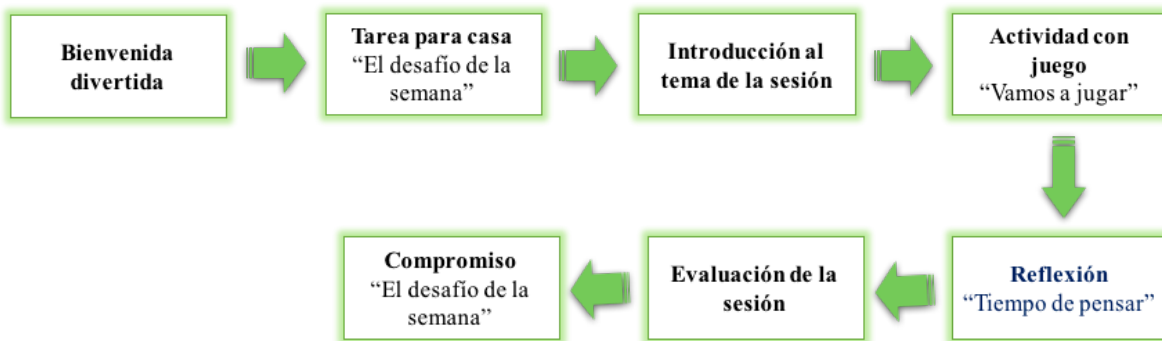 Bienvenida
divertida
Tarea para casa
“El desafío de la
semana”
Introducción al
tema de la sesión
Actividad con
juego
“Vamos a jugar”
Reflexión
“Tiempo de pensar”
Evaluación de la
sesión
Compromiso
“El desafío de la
semana”